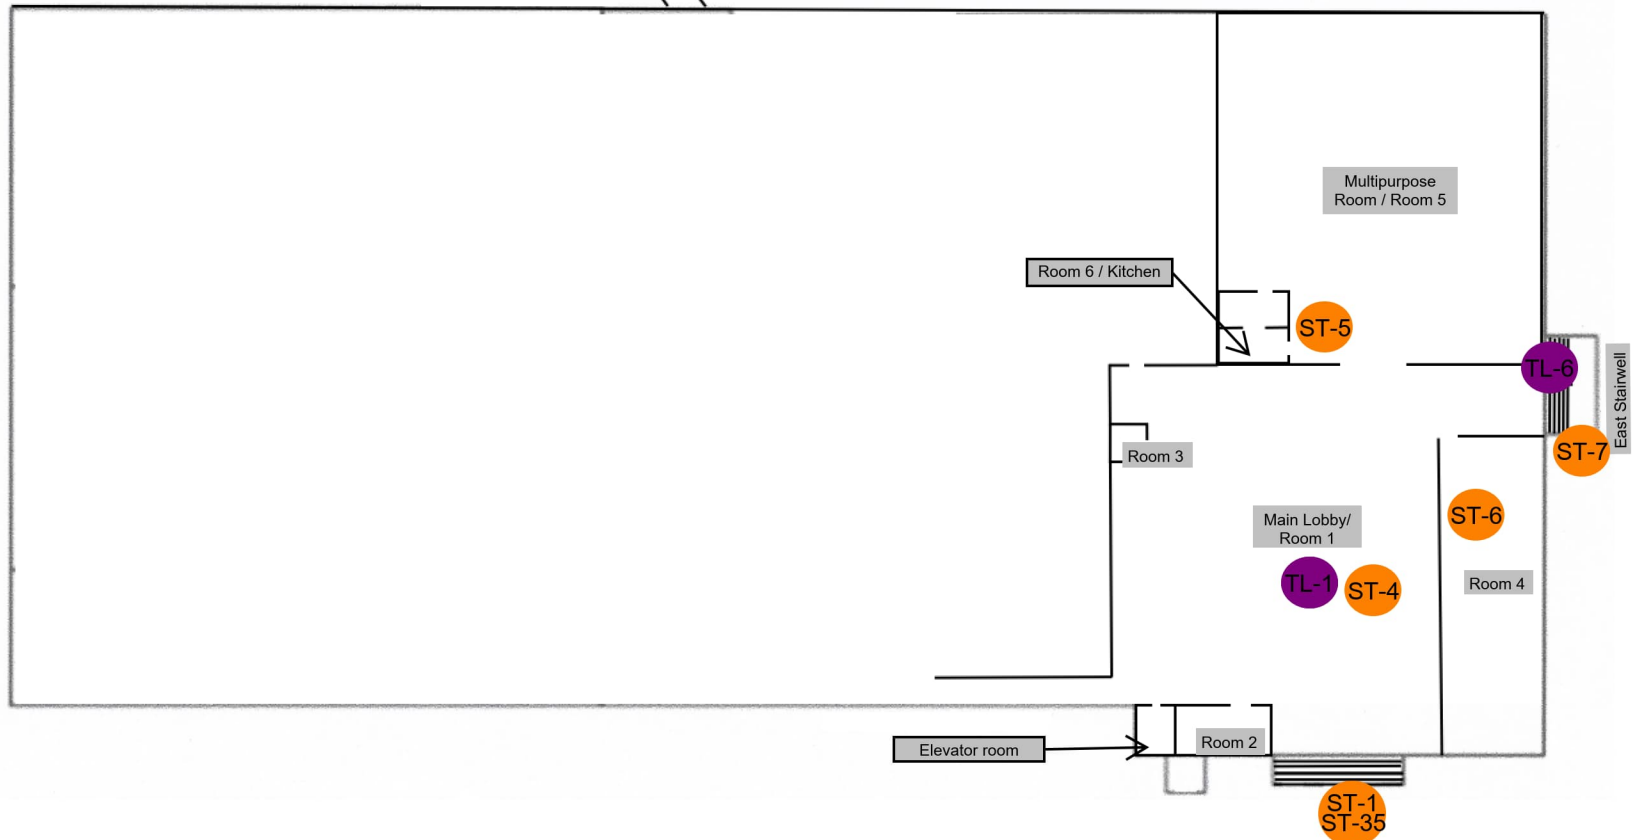 Multipurpose
Room / Room 5
Room 6 / Kitchen
ST-5
TL-6
East Stairwell
ST-7
Room 3
ST-6
Main Lobby/
Room 1
TL-1
ST-4
Room 4
Room 2
Elevator room
ST-1
ST-35